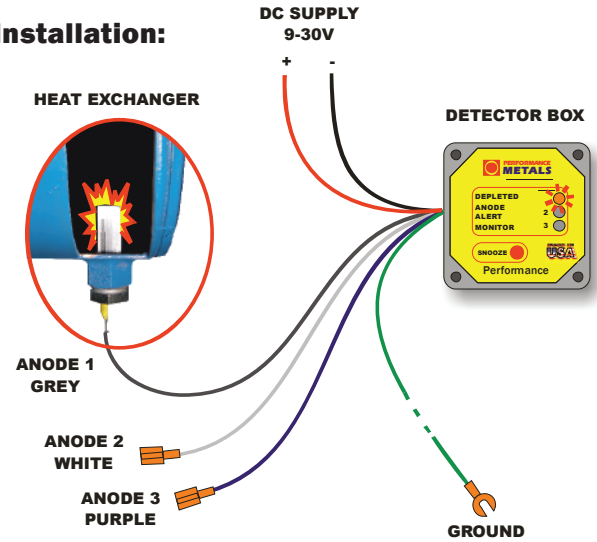 Installation:
DC SUPPLY
9-30V
+ -
HEAT EXCHANGER
DETECTOR BOX
PERFORMANCE
METALS
DEPLETED
ANODE
ALERT 2
MONITOR 3
SNOOZE
USA
Performance
ANODE 1
GREY
ANODE 2
WHITE
ANODE 3
PURPLE
GROUND